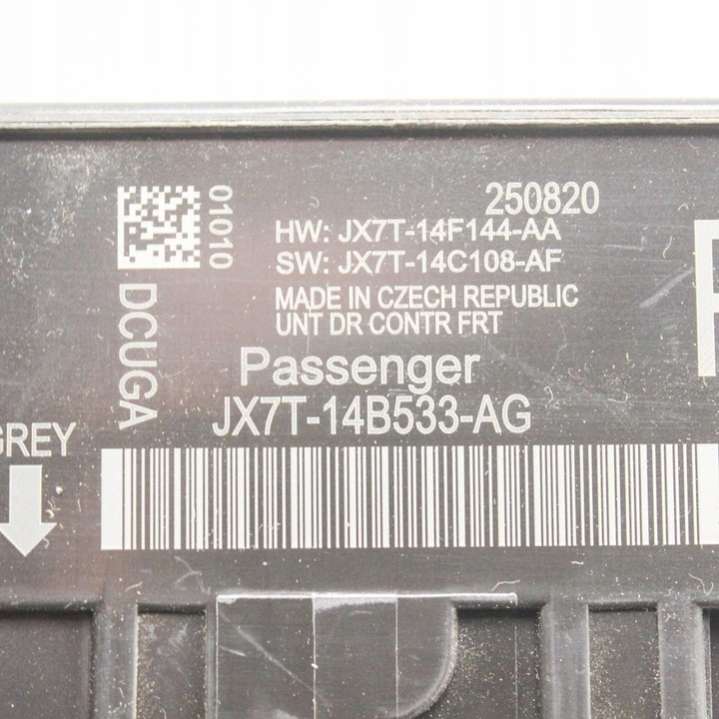 250820
01010
HW: JX7T-14F144-AA
SW: JX7T-14C108-AF
MADE IN CZECH REPUBLIC
UNT DR CONTR FRT
DCUGA
Passenger
JX7T-14B533-AG
GREY